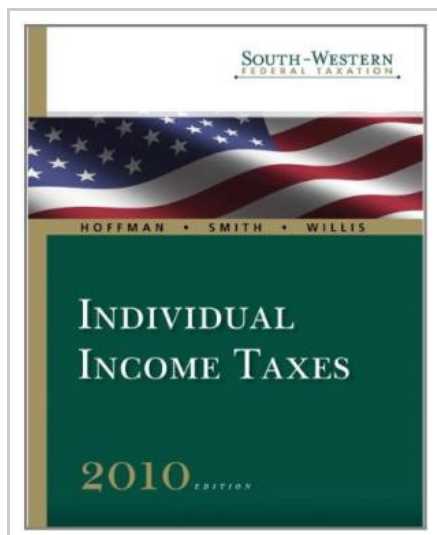 SOUTH-WESTERN
FEDERAL TAXATION
HOFFMAN • SMITH • WILLIS
INDIVIDUAL
INCOME TAXES
2010 EDITION